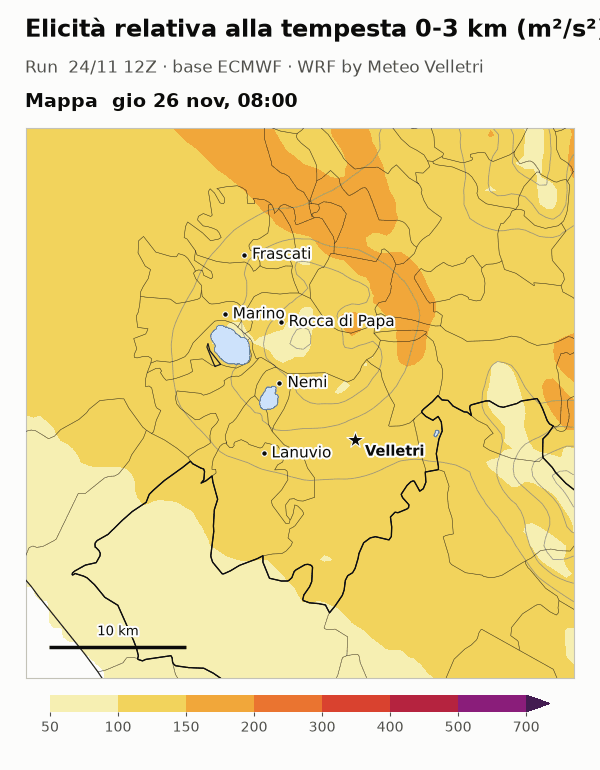 Elicità relativa alla tempesta 0-3 km (m²/s²)
Run 24/11 12Z · base ECMWF · WRF by Meteo Velletri
Mappa gio 26 nov, 08:00
Frascati
Marino
Rocca di Papa
Nemi
Velletri
Lanuvio
10 km
50 100 150 200 300 400 500 700